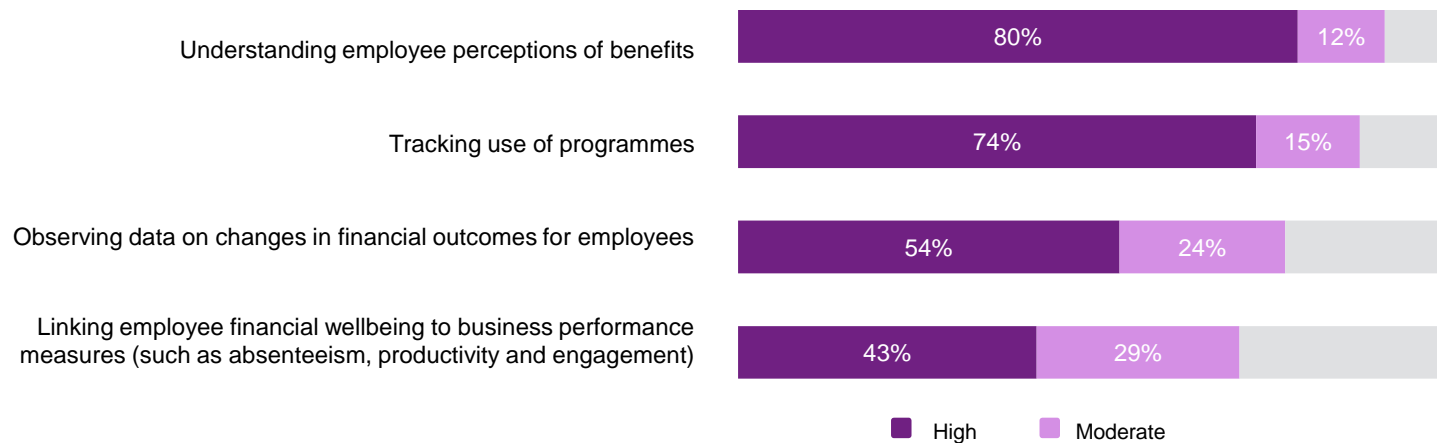 Understanding employee perceptions of benefits
80%
12%
Tracking use of programmes
74%
15%
Observing data on changes in financial outcomes for employees
54%
24%
Linking employee financial wellbeing to business performance
measures (such as absenteeism, productivity and engagement)
43%
29%
High
Moderate